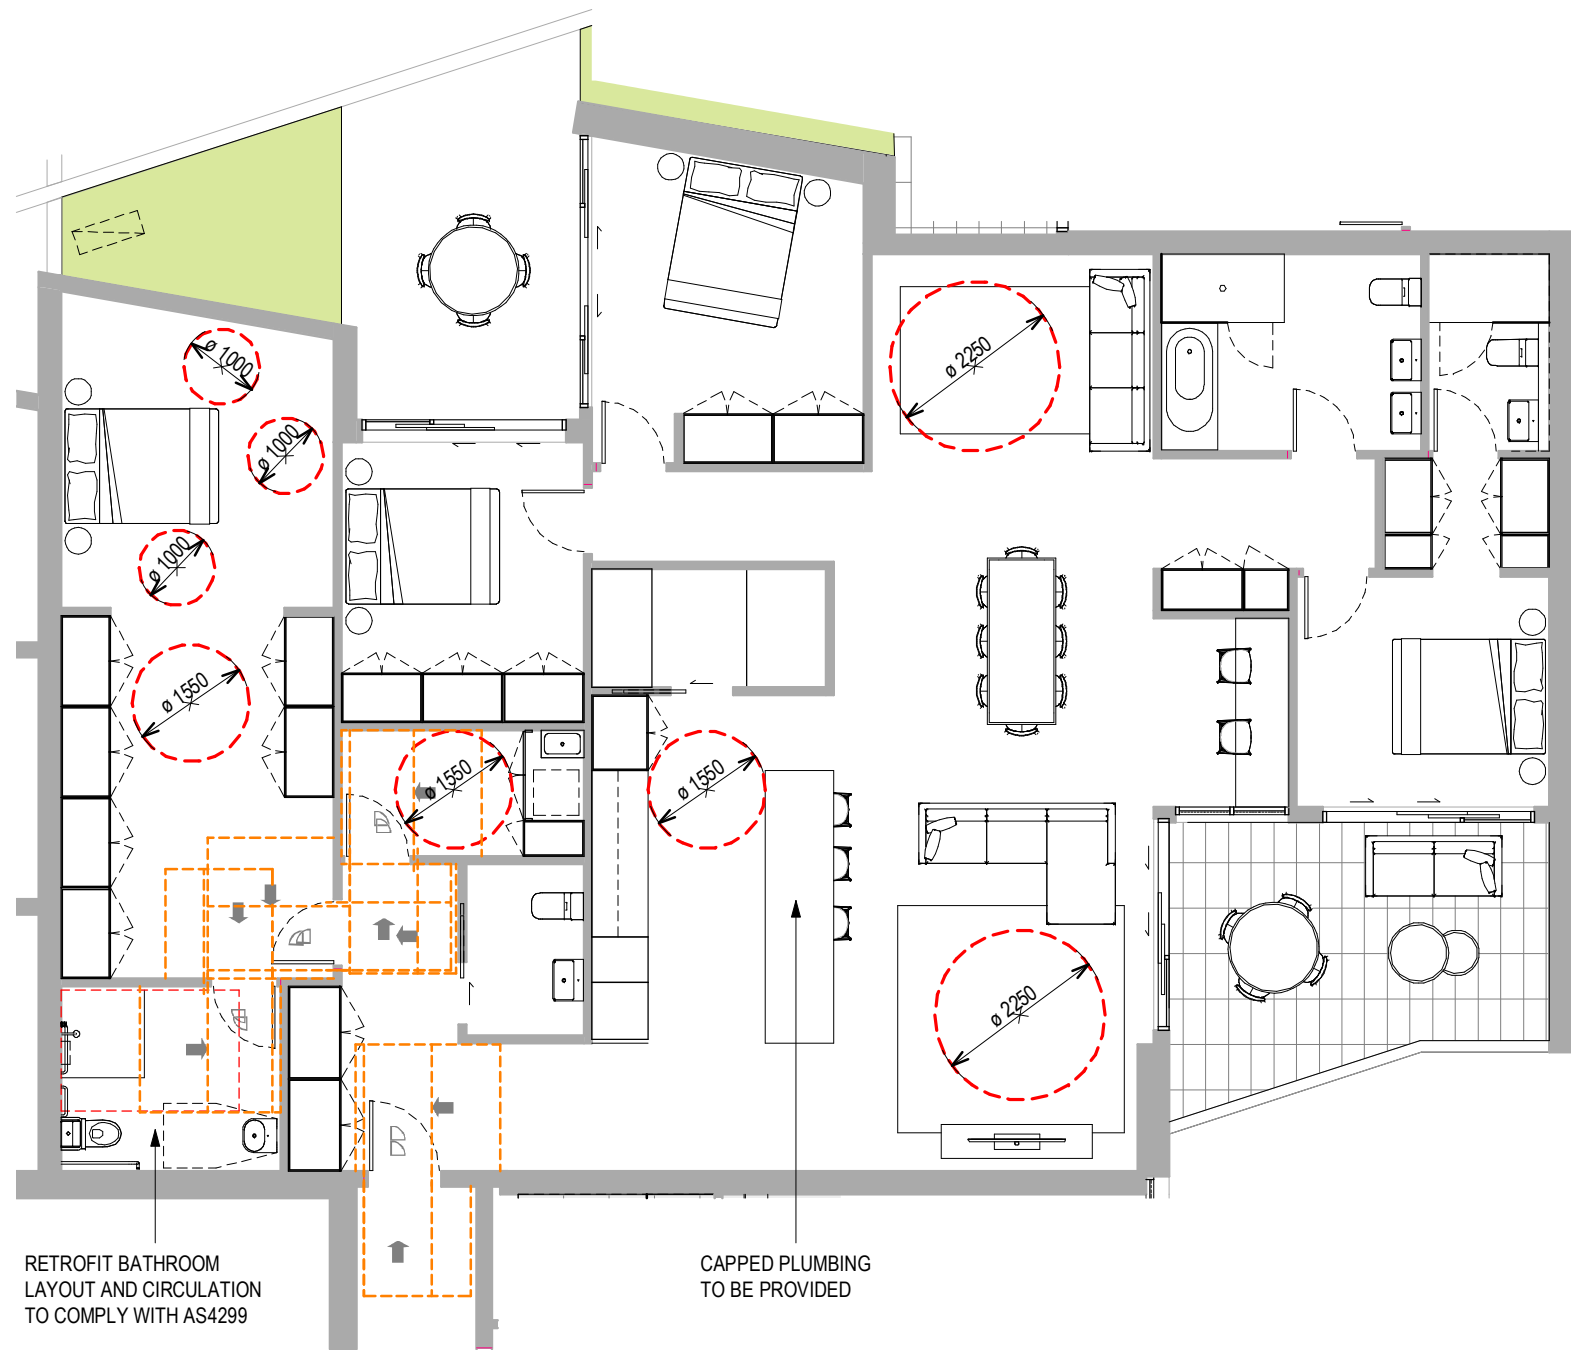 ø 1000
ø 2250
ø 1000
ø 1000
ø 1550
ø 1550
ø 1550
ø 2250
RETROFIT BATHROOM
LAYOUT AND CIRCULATION
TO COMPLY WITH AS4299
CAPPED PLUMBING
TO BE PROVIDED